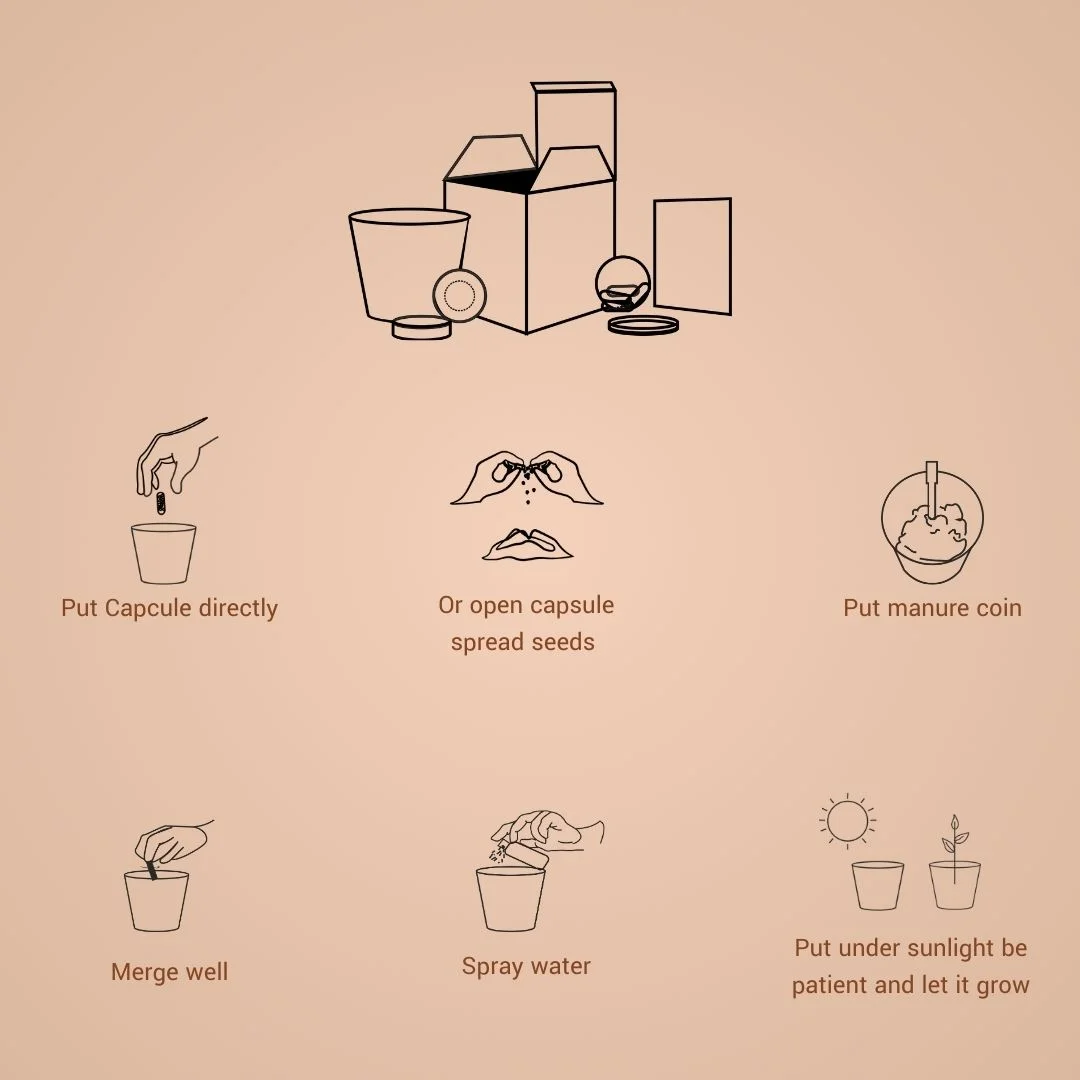 Put Capcule directly
Or open capsule
spread seeds
Put manure coin
Merge well
Spray water
Put under sunlight be
patient and let it grow